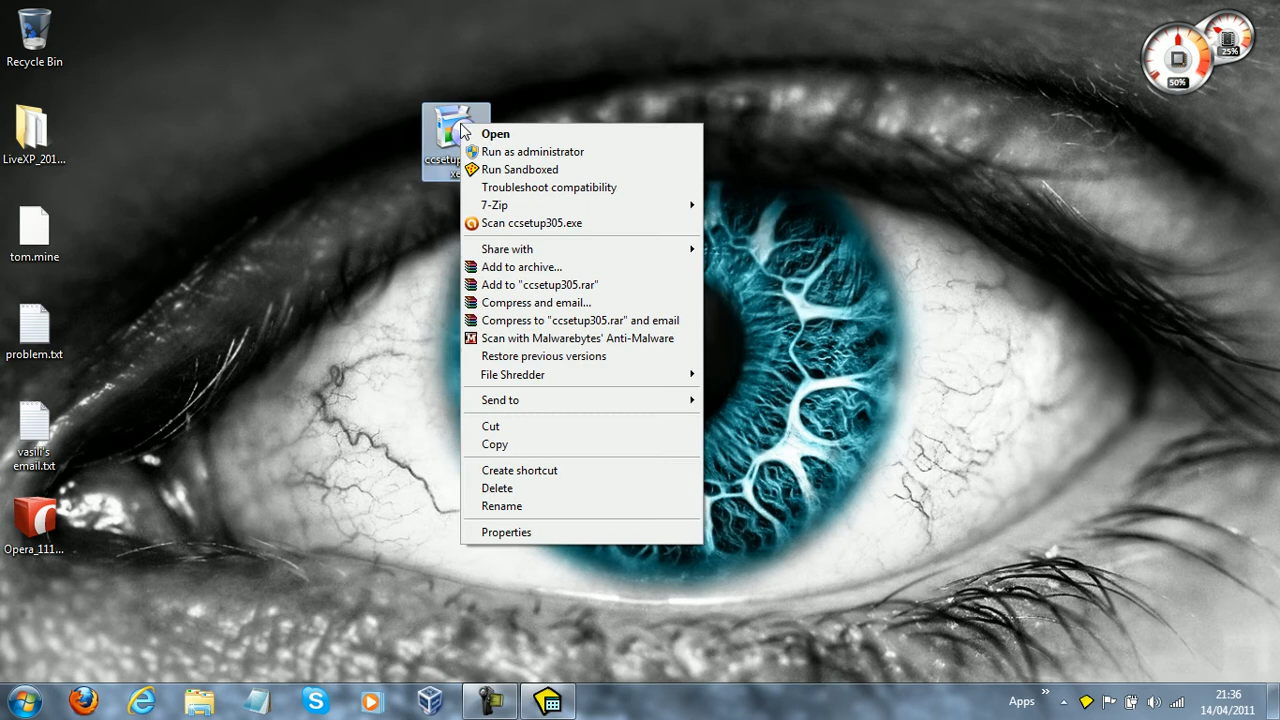 Recycle Bin
LiveXP_201...
tom.mine
problem.txt
vasili's
email.txt
Opera_111...
ccsetup
xe
Open
Run as administrator
Run Sandboxed
Troubleshoot compatibility
7-Zip
Scan ccsetup305.exe
Share with
Add to archive...
Add to "ccsetup305.rar"
Compress and email...
Compress to "ccsetup305.rar" and email
Scan with Malwarebytes' Anti-Malware
Restore previous versions
File Shredder
Send to
Cut
Copy
Create shortcut
Delete
Rename
Properties
50%
25%
Apps
21:36
14/04/2011